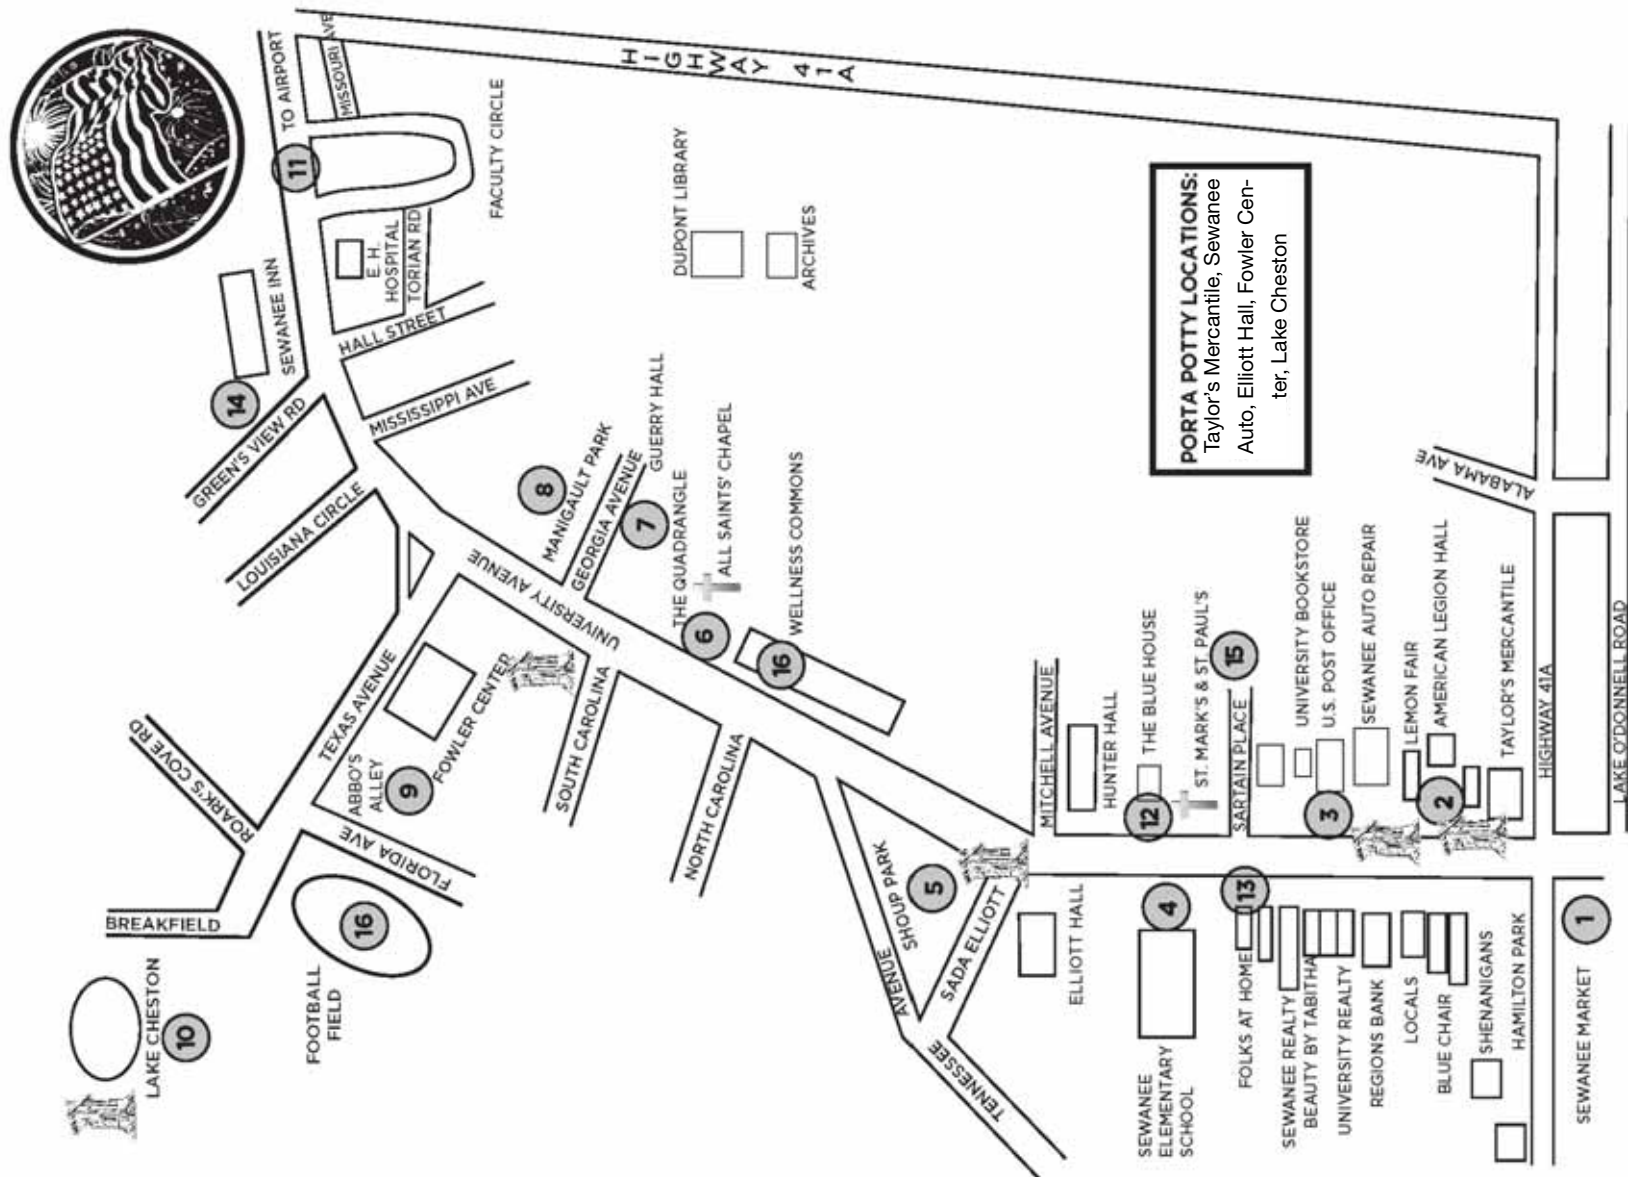 TO AIRPORT
MISSOURI AVE
HIGHWAY 41A
11
FACULTY CIRCLE
E. H.
HOSPITAL
TORIAN RD
SEWANEE INN
14
HALL STREET
GREEN'S VIEW RD
MISSISSIPPI AVE
LOUISIANA CIRCLE
DUPONT LIBRARY
ARCHIVES
8
MANIGAULT PARK
GEORGIA AVENUE
GUERRY HALL
7
UNIVERSITY AVENUE
THE QUADRANGLE
ALL SAINTS' CHAPEL
6
WELLNESS COMMONS
16
PORTA POTTY LOCATIONS:
Taylor's Mercantile, Sewanee
Auto, Elliott Hall, Fowler Cen-
ter, Lake Cheston
TEXAS AVENUE
FOWLER CENTER
ABBO'S
ALLEY
9
SOUTH CAROLINA
NORTH CAROLINA
ROARK'S COVE RD
FLORIDA AVE
BREAKFIELD
16
FOOTBALL
FIELD
LAKE CHESTON
10
SHOUP PARK
5
SADA ELLIOTT
TENNESSEE AVENUE
MITCHELL AVENUE
HUNTER HALL
12
THE BLUE HOUSE
ST. MARK'S & ST. PAUL'S
15
SARTAIN PLACE
UNIVERSITY BOOKSTORE
U.S. POST OFFICE
3
SEWANEE AUTO REPAIR
LEMON FAIR
2
AMERICAN LEGION HALL
TAYLOR'S MERCANTILE
ALABAMA AVE
HIGHWAY 41A
LAKE O'DONNELL ROAD
ELLIOTT HALL
4
SEWANEE
ELEMENTARY
SCHOOL
13
FOLKS AT HOME
SEWANEE REALTY
BEAUTY BY TABITHA
UNIVERSITY REALTY
REGIONS BANK
LOCALS
BLUE CHAIR
SHENANIGANS
HAMILTON PARK
1
SEWANEE MARKET